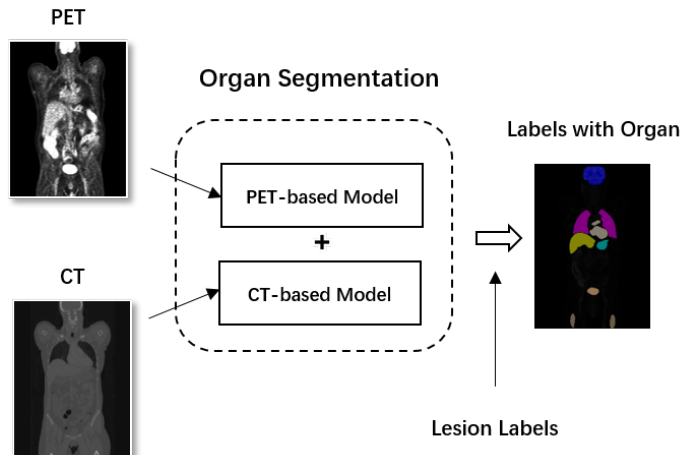 PET
Organ Segmentation
Labels with Organ
PET-based Model
+
CT-based Model
CT
Lesion Labels